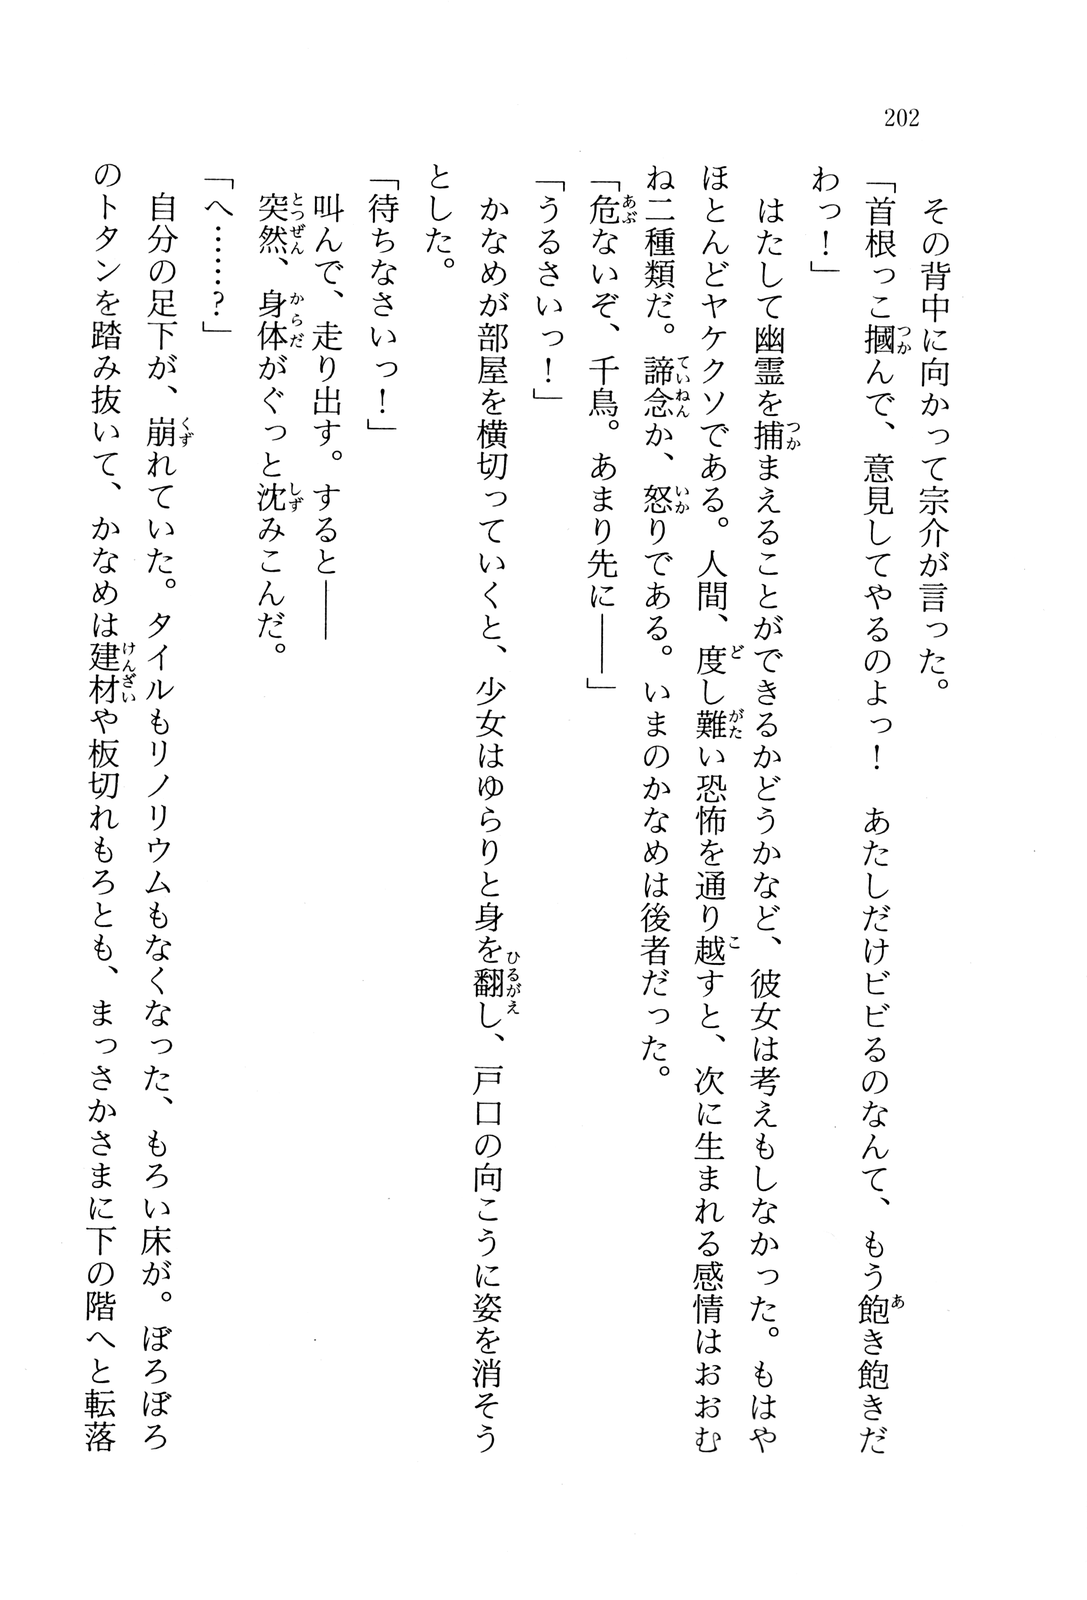 202
その背中に向かって宗介が言った。
「首根っこ摑んで、意見してやるのよっ！　あたしだけビビるのなんて、もう飽き飽きだ
わっ！」
はたして幽霊を捕まえることができるかどうかなど、彼女は考えもしなかった。もはや
ほとんどヤケクソである。人間、度し難い恐怖を通り越すと、次に生まれる感情はおおむ
ね二種類だ。諦念か、怒りである。いまのかなめは後者だった。
「危ないぞ、千鳥。あまり先に――」
「うるさいっ！」
かなめが部屋を横切っていくと、少女はゆらりと身を翻し、戸口の向こうに姿を消そう
とした。
「待ちなさいっ！」
叫んで、走り出す。すると――
突然、身体がぐっと沈みこんだ。
「へ……？」
自分の足下が、崩れていた。タイルもリノリウムもなくなった、もろい床が。ぼろぼろ
のトタンを踏み抜いて、かなめは建材や板切れもろとも、まっさかさまに下の階へと転落